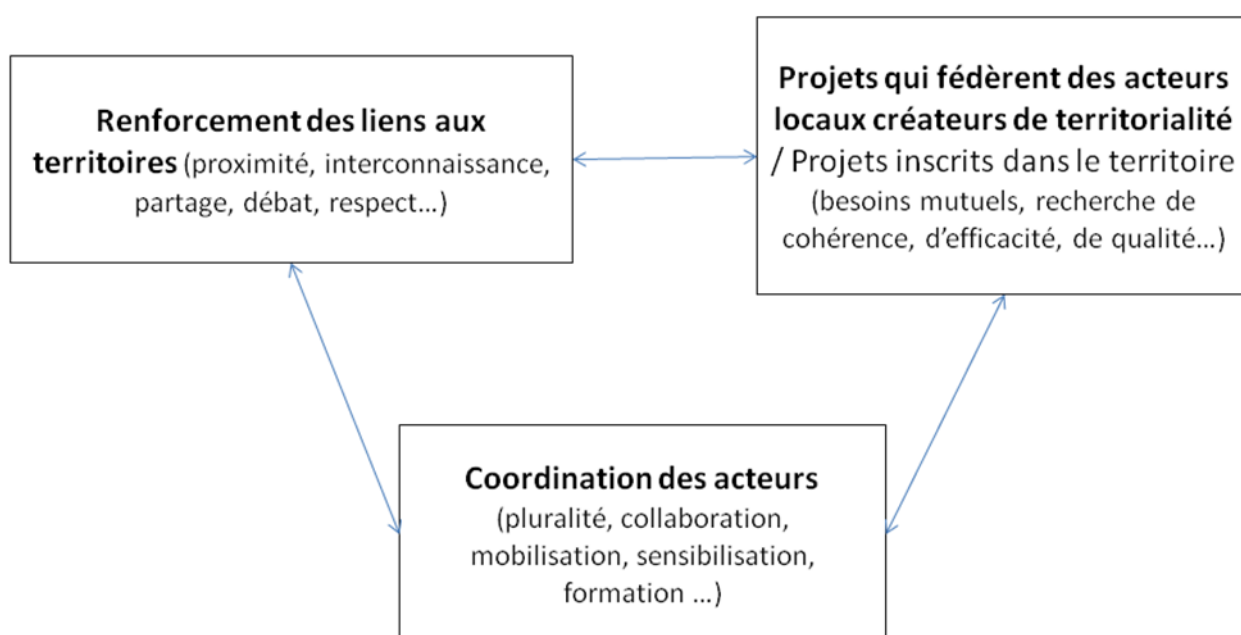 Renforcement des liens aux
territoires (proximité, interconnaissance,
partage, débat, respect...)
Projets qui fédèrent des acteurs
locaux créateurs de territorialité
/ Projets inscrits dans le territoire
(besoins mutuels, recherche de
cohérence, d'efficacité, de qualité...)
Coordination des acteurs
(pluralité, collaboration,
mobilisation, sensibilisation,
formation ...)